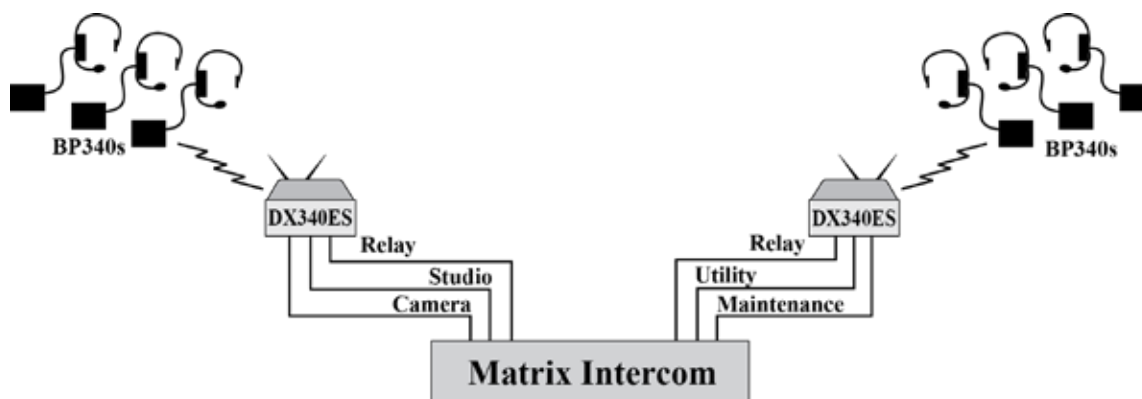 BP340s
BP340s
DX340ES
DX340ES
Relay
Relay
Studio
Utility
Camera
Maintenance
Matrix Intercom